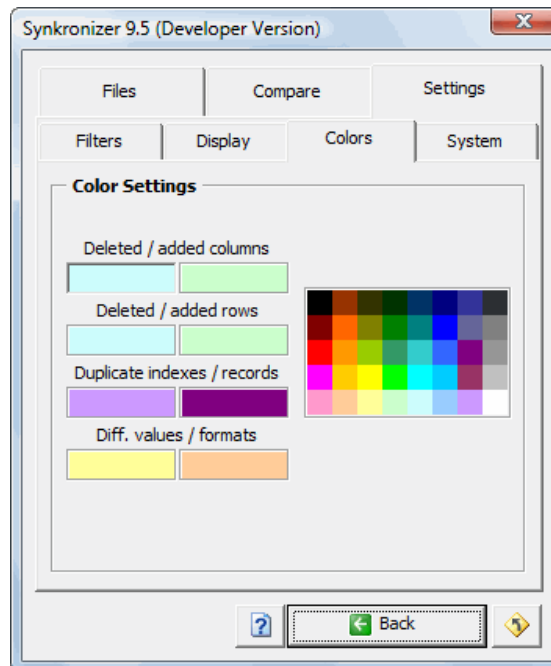 Synkronizer 9.5 (Developer Version)
Files Compare Settings
Filters Display Colors System
Color Settings
Deleted / added columns
Deleted / added rows
Duplicate indexes / records
Diff. values / formats
? Back